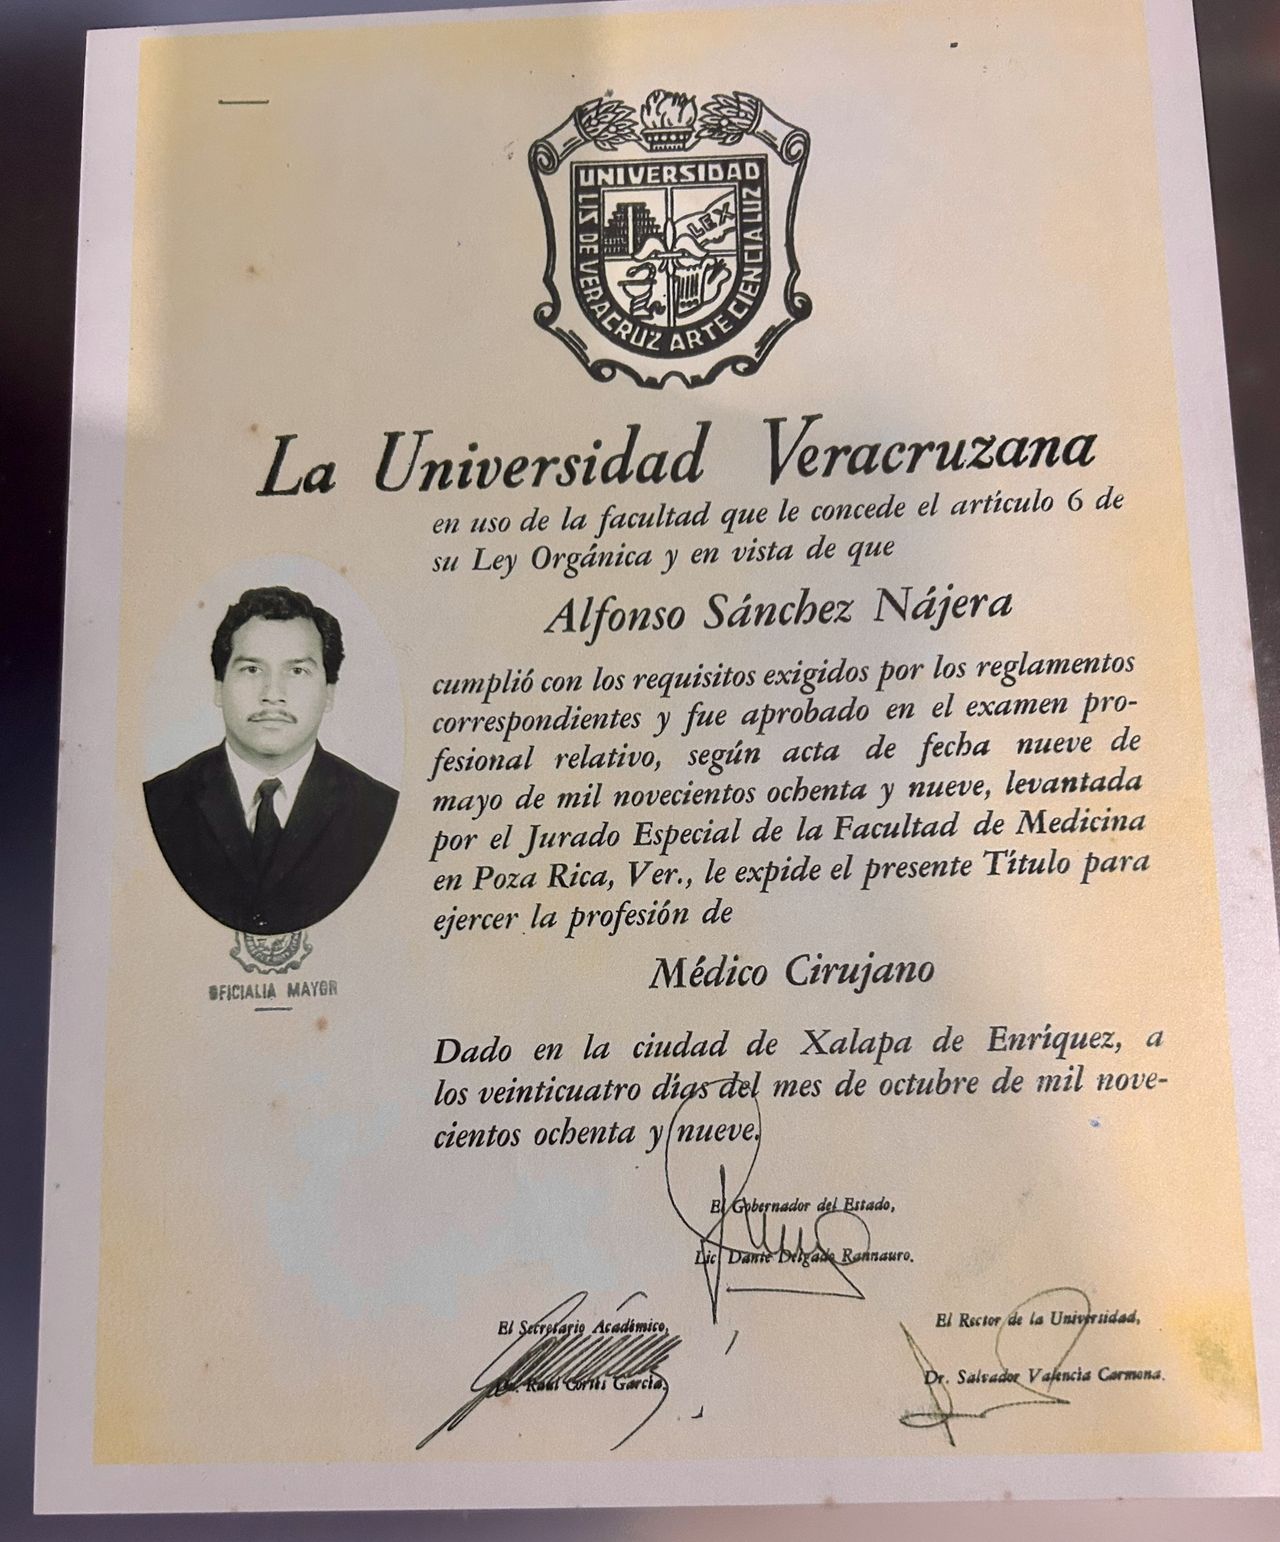 UNIVERSIDAD
LIS DE VERACRUZ ARTE CIENCIA LUZ
LEX
La Universidad Veracruzana
en uso de la facultad que le concede el artículo 6 de
su Ley Orgánica y en vista de que
Alfonso Sánchez Nájera
cumplió con los requisitos exigidos por los reglamentos
correspondientes y fue aprobado en el examen pro-
fesional relativo, según acta de fecha nueve de
mayo de mil novecientos ochenta y nueve, levantada
por el Jurado Especial de la Facultad de Medicina
en Poza Rica, Ver., le expide el presente Título para
ejercer la profesión de
Médico Cirujano
OFICIALIA MAYOR
Dado en la ciudad de Xalapa de Enríquez, a
los veinticuatro días del mes de octubre de mil nove-
cientos ochenta y nueve.
El Gobernador del Estado,
Lic. Dante Delgado Rannauro.
El Secretario Académico,
Raúl Cortés García.
El Rector de la Universidad,
Dr. Salvador Valencia Carmona.